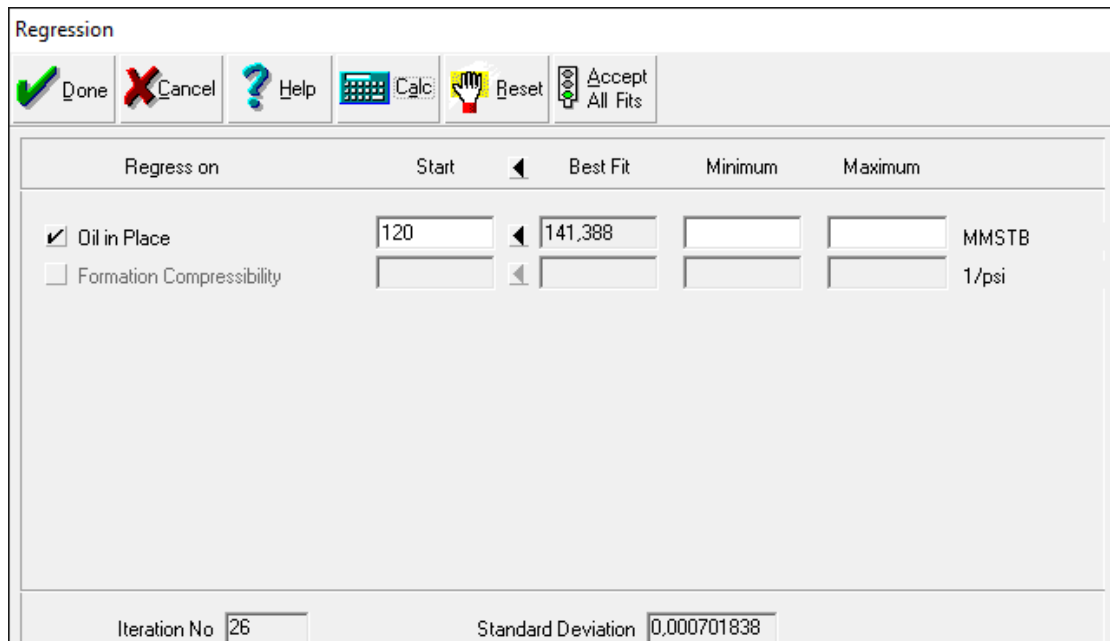 Regression
Done Cancel Help Calc Reset Accept All Fits
Regress on Start Best Fit Minimum Maximum
Oil in Place 120 141,388 MMSTB
Formation Compressibility 1/psi
Iteration No 26 Standard Deviation 0,000701838